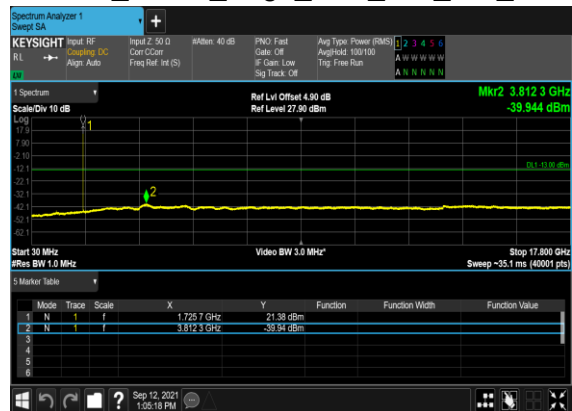 Spectrum Analyzer 1
Swept SA
+
KEYSIGHT Input: RF Input Z: 50 Ω #Atten: 40 dB PNO: Fast Avg Type: Power (RMS) 1 2 3 4 5 6
RL Coupling: DC Corr CCorr Gate: Off Avg|Hold: 100/100 A W W W W W
Align: Auto Freq Ref: Int (S) IF Gain: Low Trig: Free Run
Sig Track: Off A N N N N N
LW
1 Spectrum
Ref Lvl Offset 4.90 dB Mkr2 3.812 3 GHz
Scale/Div 10 dB Ref Level 27.90 dBm -39.944 dBm
Log
17.9
1
7.90
-2.10
-12.1
DL1 -13.00 dBm
-22.1
-32.1
2
-42.1
-52.1
-62.1
Start 30 MHz Video BW 3.0 MHz* Stop 17.800 GHz
#Res BW 1.0 MHz Sweep ~35.1 ms (40001 pts)
5 Marker Table
Mode Trace Scale X Y Function Function Width Function Value
1 N 1 f 1.725 7 GHz 21.38 dBm
2 N 1 f 3.812 3 GHz -39.94 dBm
3
4
5
6
? Sep 12, 2021
1:05:18 PM